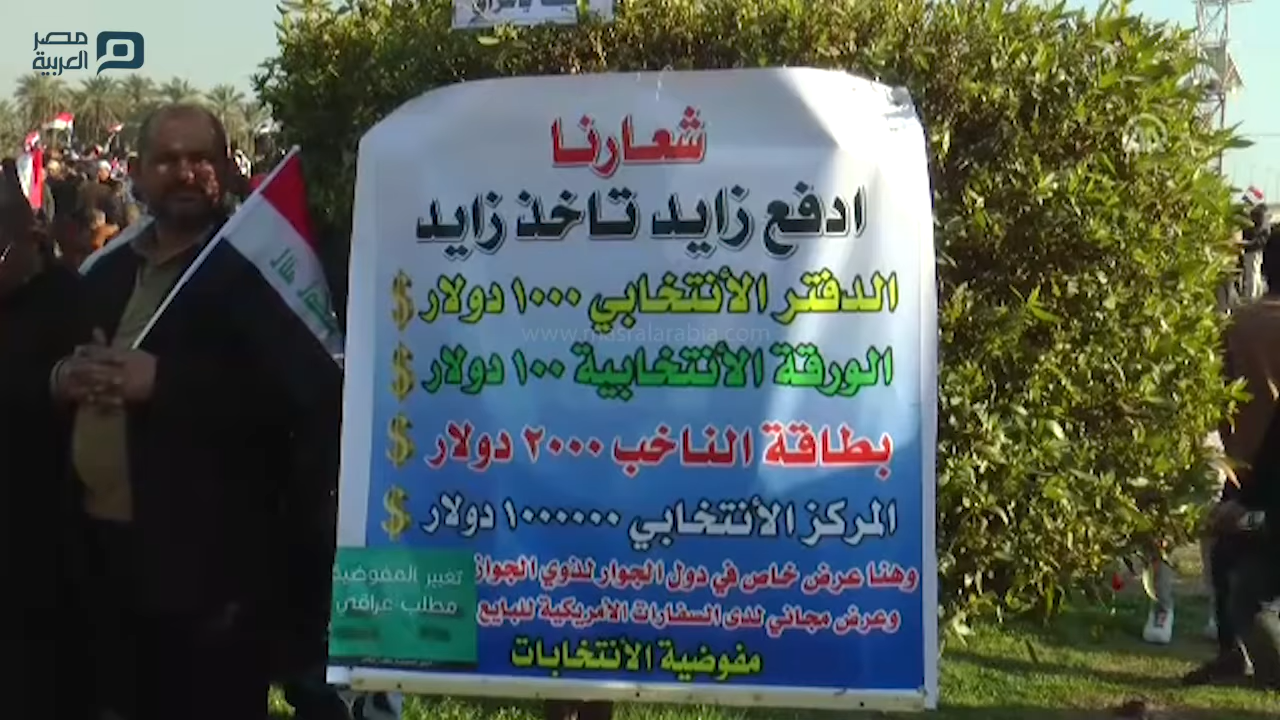 مصر
العربية
شعارنا
ادفع زايد تاخذ زايد
الدفتر الأنتخابي ١٠٠٠ دولار $
www.masralarabia.com
الورقة الأنتخابية ١٠٠ دولار $
بطاقة الناخب ٢٠٠٠ دولار $
المركز الأنتخابي ١٠٠٠٠٠٠ دولار $
وهنا عرض خاص في دول الجوار لذوي الجواز
وعرض مجاني لدى السفارات الأمريكية للبايع
مفوضية الأنتخابات
تغيير المفوضية
مطلب عراقي